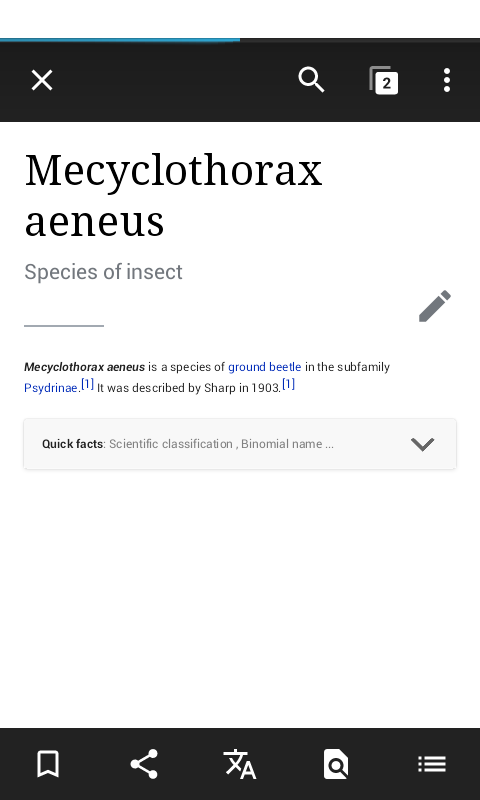 2
Mecyclothorax
aeneus
Species of insect
Mecyclothorax aeneus is a species of ground beetle in the subfamily
Psydrinae.[1] It was described by Sharp in 1903.[1]
Quick facts: Scientific classification , Binomial name ...